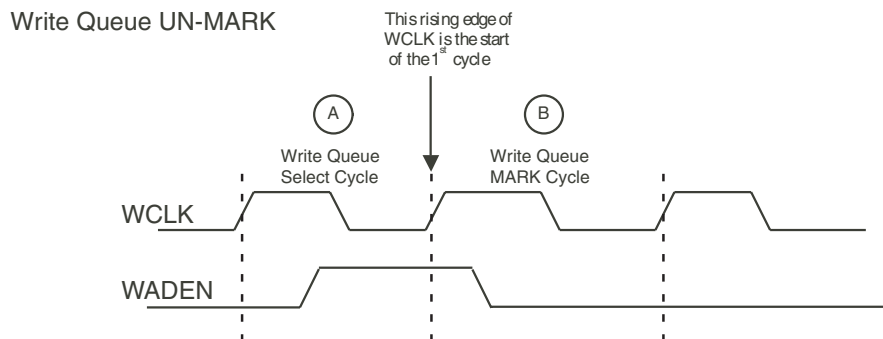 Write Queue UN-MARK
This rising edge of
WCLK is the start
of the 1st cycle
A
B
Write Queue
Select Cycle
Write Queue
MARK Cycle
WCLK
WADEN